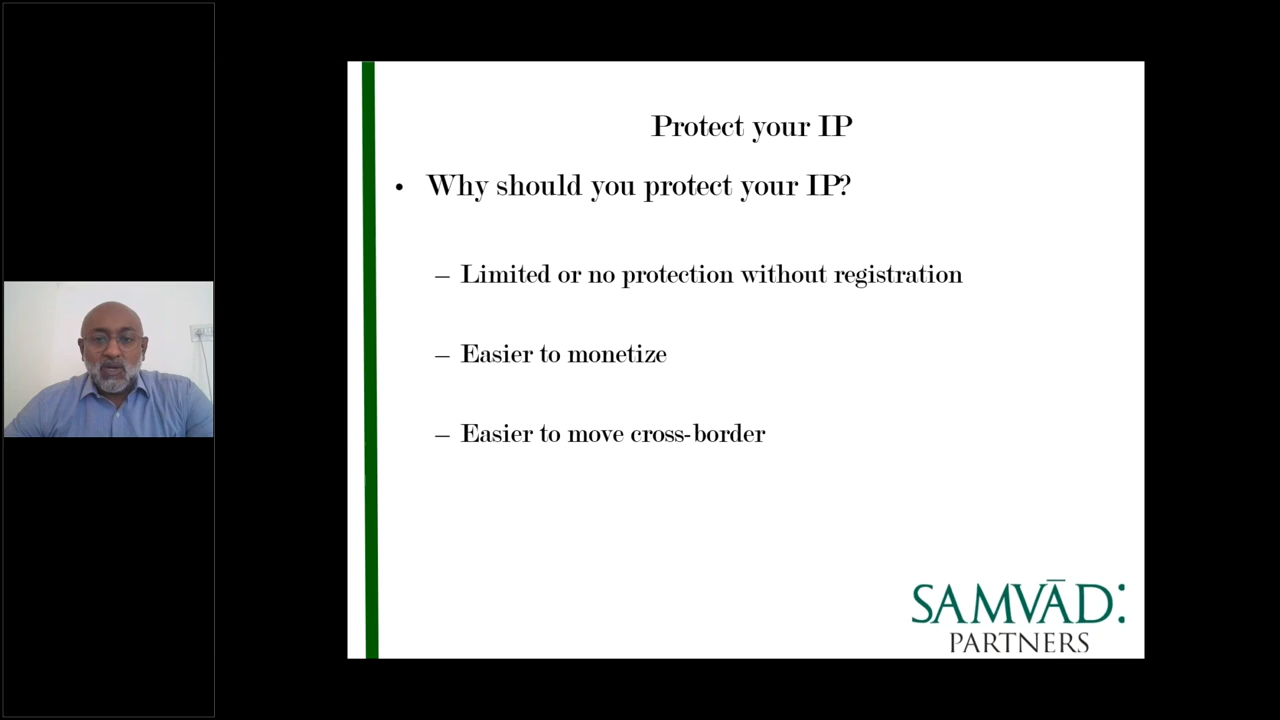 Protect your IP
• Why should you protect your IP?
– Limited or no protection without registration
– Easier to monetize
– Easier to move cross-border
SAMVĀD:
PARTNERS